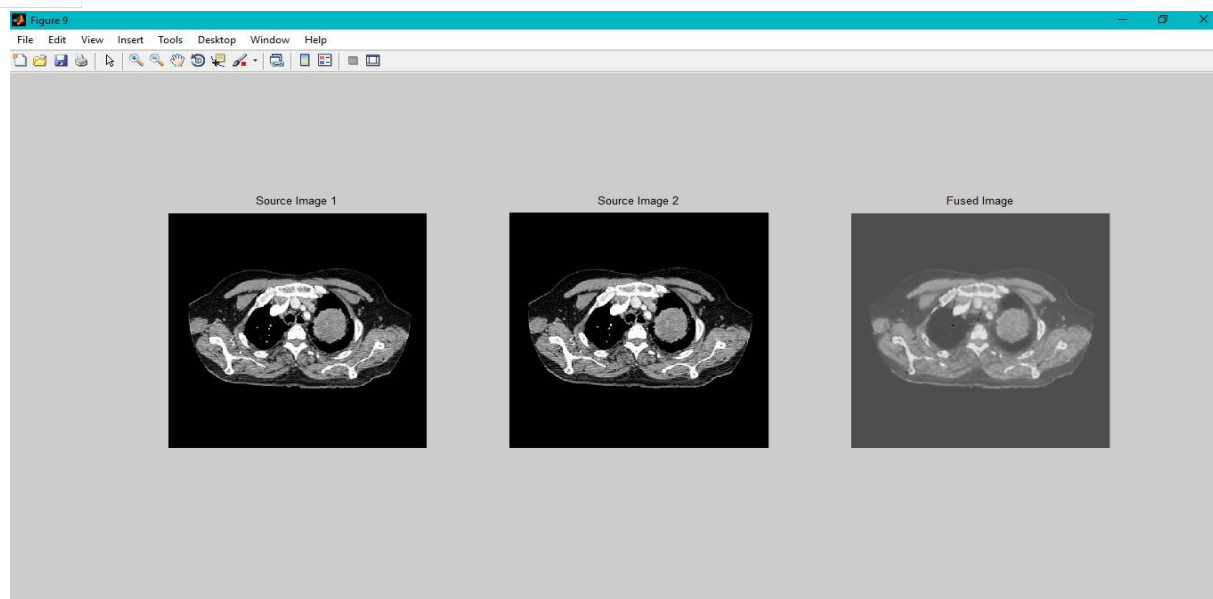 Figure 9
File Edit View Insert Tools Desktop Window Help
Source Image 1 Source Image 2 Fused Image